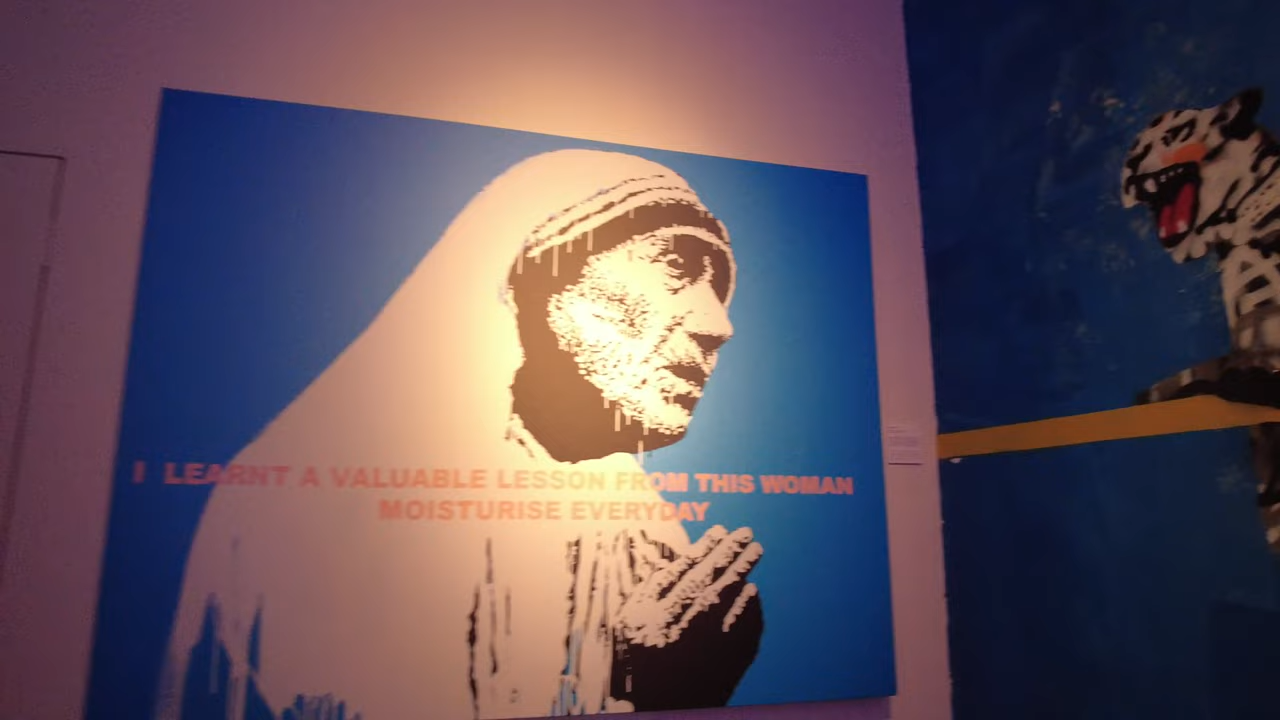 I LEARNT A VALUABLE LESSON FROM THIS WOMAN
MOISTURISE EVERYDAY